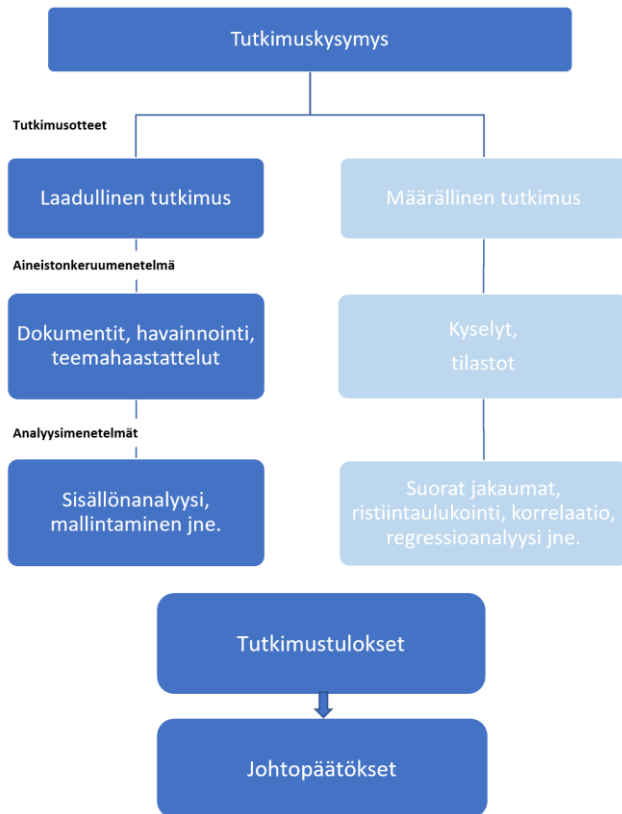 Tutkimuskysymys
Tutkimusotteet
Laadullinen tutkimus
Määrällinen tutkimus
Aineistonkeruumenetelmä
Dokumentit, havainnointi,
teemahaastattelut
Kyselyt,
tilastot
Analyysimenetelmät
Sisällönanalyysi,
mallintaminen jne.
Suorat jakaumat,
ristiintaulukointi, korrelaatio,
regressioanalyysi jne.
Tutkimustulokset
Johtopäätökset